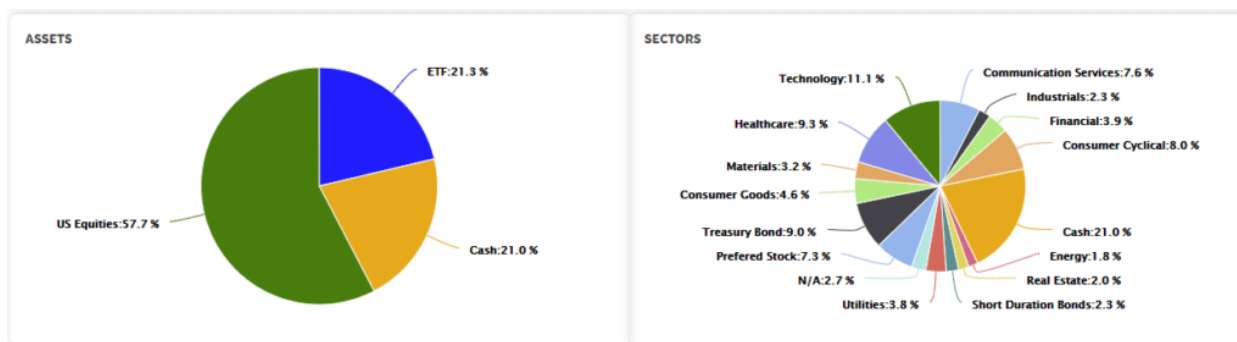 ASSETS
ETF:21.3 %
US Equities:57.7 %
Cash:21.0 %
SECTORS
Technology:11.1 %
Communication Services:7.6 %
Industrials:2.3 %
Healthcare:9.3 %
Financial:3.9 %
Consumer Cyclical:8.0 %
Materials:3.2 %
Consumer Goods:4.6 %
Treasury Bond:9.0 %
Cash:21.0 %
Prefered Stock:7.3 %
Energy:1.8 %
N/A:2.7 %
Real Estate:2.0 %
Utilities:3.8 %
Short Duration Bonds:2.3 %